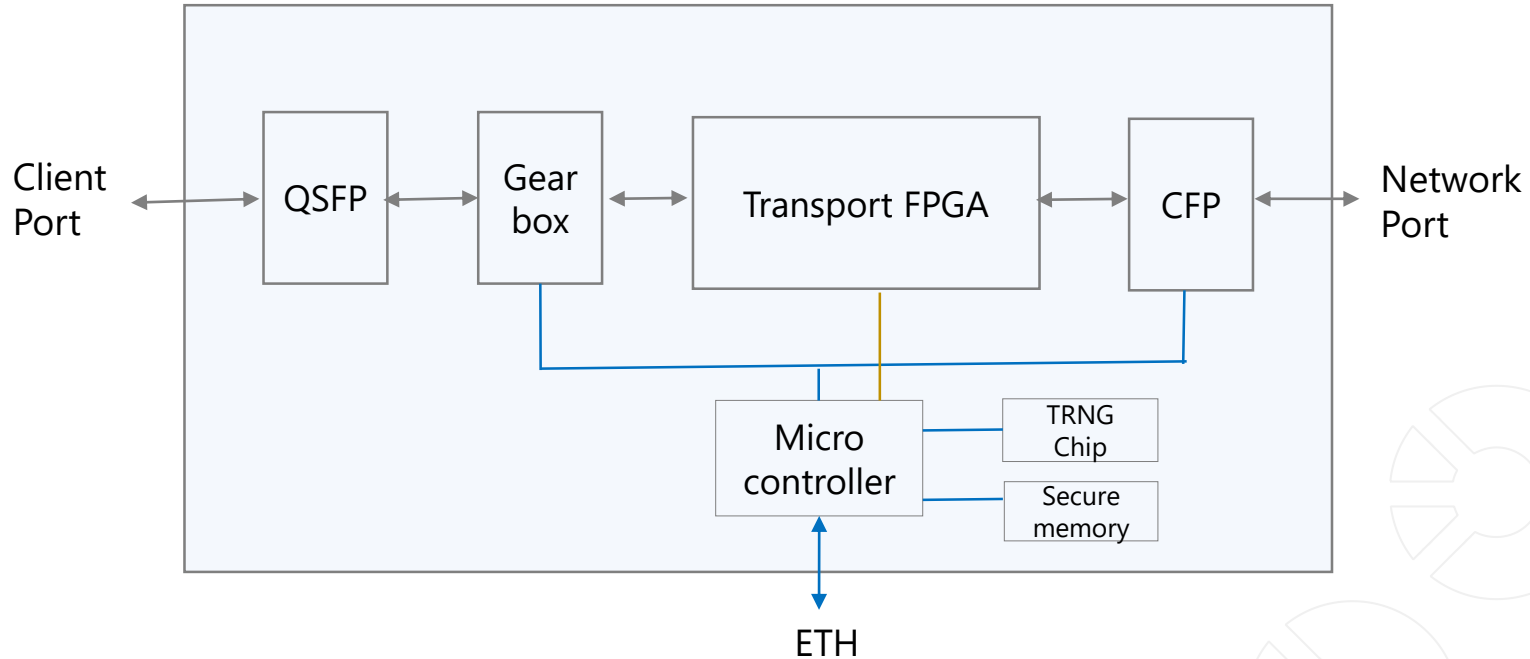 Client
Port
QSFP
Gear
box
Transport FPGA
CFP
Network
Port
Micro
controller
TRNG
Chip
Secure
memory
ETH